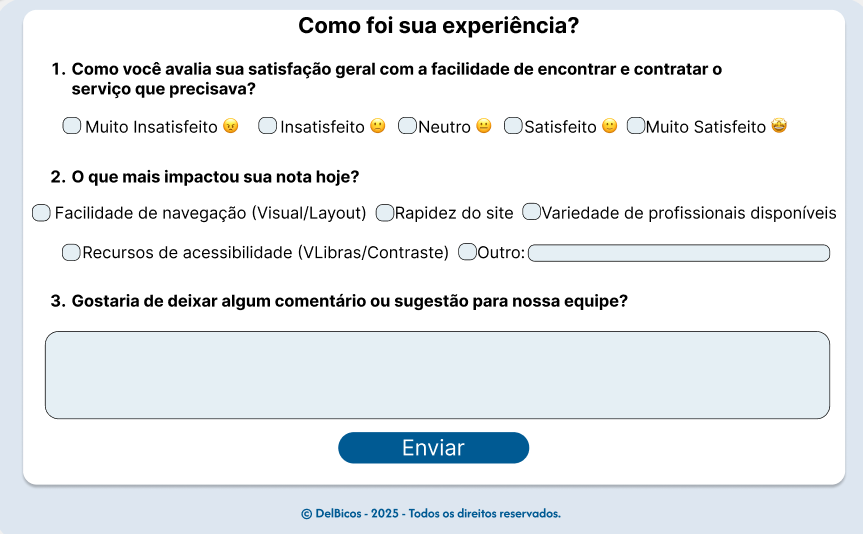 Como foi sua experiência?
1. Como você avalia sua satisfação geral com a facilidade de encontrar e contratar o
serviço que precisava?
Muito Insatisfeito 😠 Insatisfeito 🙁 Neutro 😐 Satisfeito 🙂 Muito Satisfeito 🤩
2. O que mais impactou sua nota hoje?
Facilidade de navegação (Visual/Layout) Rapidez do site Variedade de profissionais disponíveis
Recursos de acessibilidade (VLibras/Contraste) Outro:
3. Gostaria de deixar algum comentário ou sugestão para nossa equipe?
Enviar
© DelBicos - 2025 - Todos os direitos reservados.